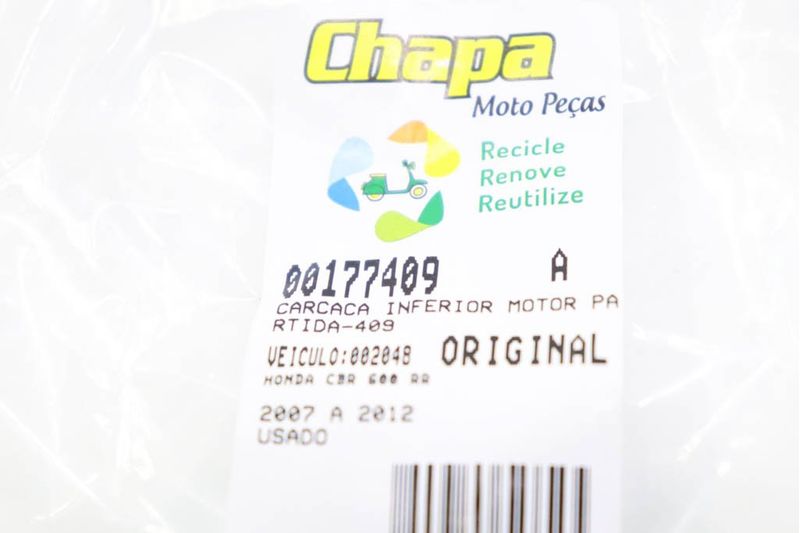 Chapa
Moto Peças
Recicle
Renove
Reutilize
00177409 A
CARCACA INFERIOR MOTOR PA
RTIDA-409
VEICULO:002048 ORIGINAL
HONDA CBR 600 RR
2007 A 2012
USADO